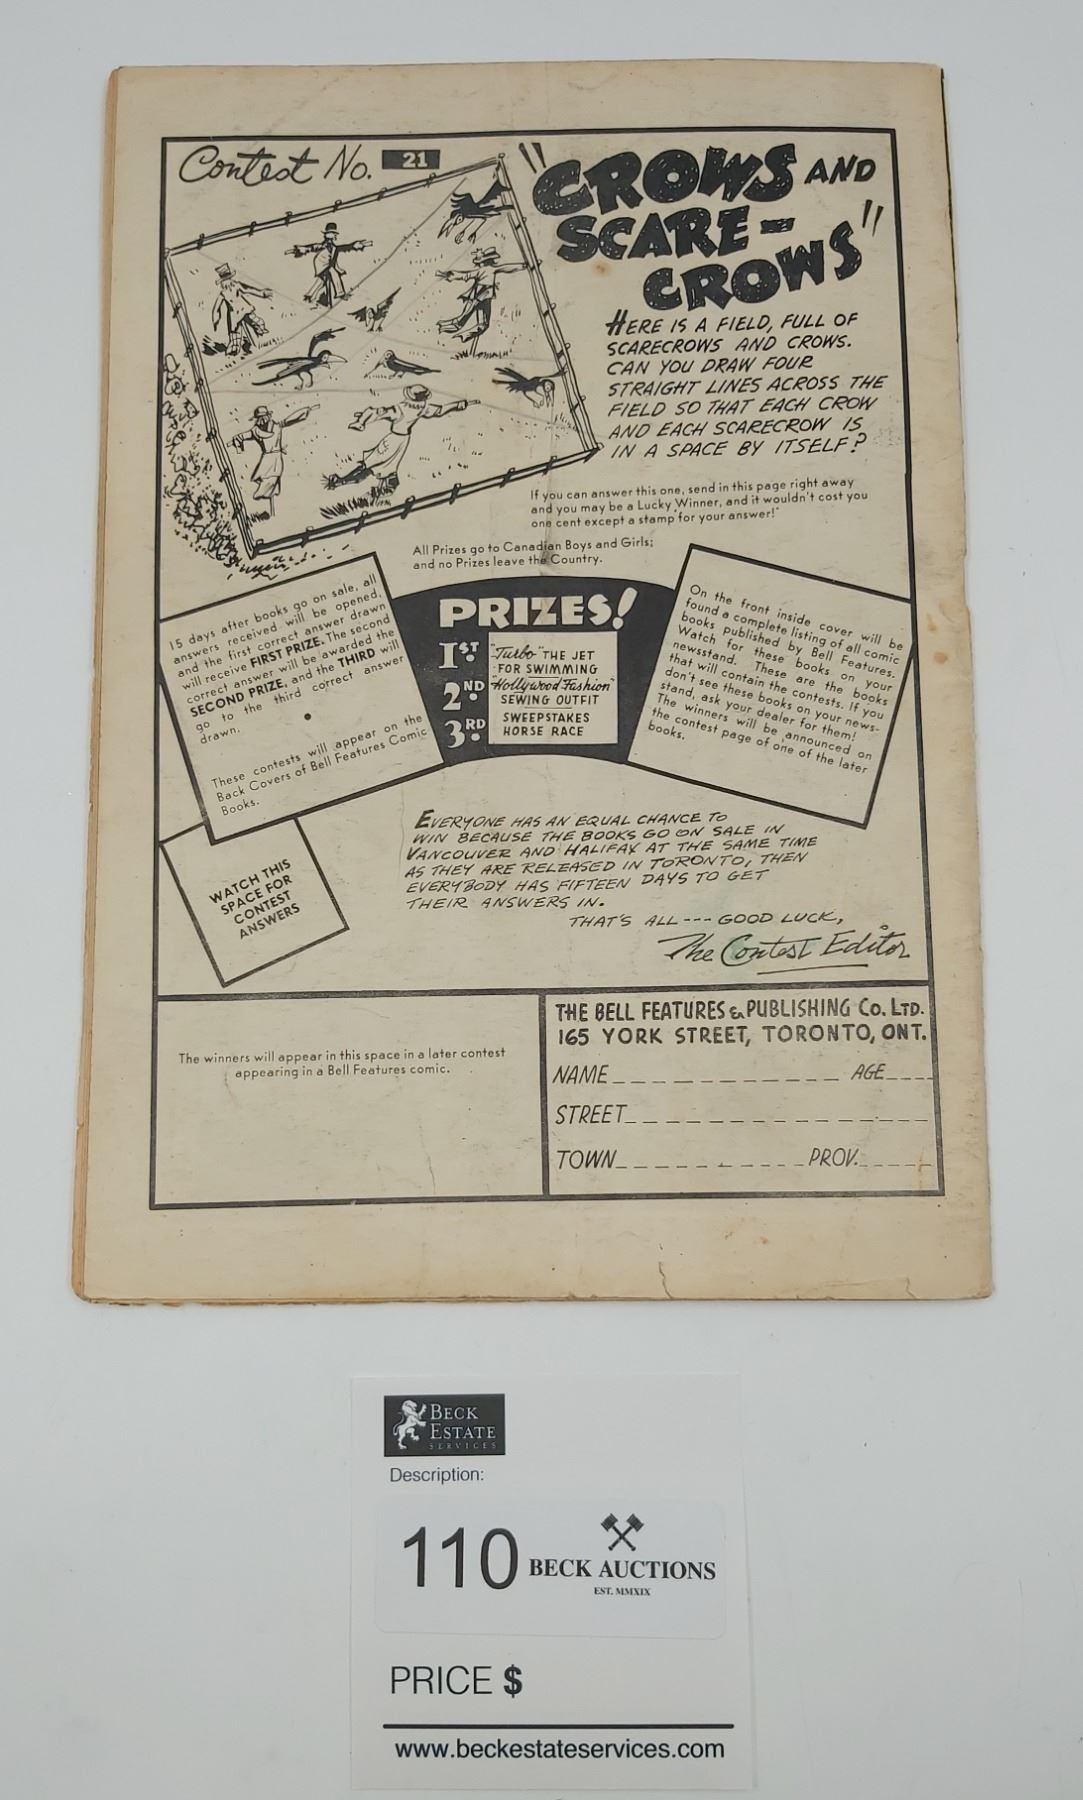 Contest No. 21
"CROWS AND
SCARE-
CROWS"
HERE IS A FIELD, FULL OF
SCARECROWS AND CROWS.
CAN YOU DRAW FOUR
STRAIGHT LINES ACROSS THE
FIELD SO THAT EACH CROW
AND EACH SCARECROW IS
IN A SPACE BY ITSELF?
If you can answer this one, send in this page right away
and you may be a Lucky Winner, and it wouldn't cost you
one cent except a stamp for your answer!
All Prizes go to Canadian Boys and Girls;
and no Prizes leave the Country.
15 days after books go on sale, all
answers received will be opened,
and the first correct answer drawn
will receive FIRST PRIZE. The second
correct answer will be awarded the
SECOND PRIZE, and the THIRD will
go to the third correct answer
drawn.
These contests will appear on the
Back Covers of Bell Features Comic
Books.
PRIZES!
1ST "Turbo" THE JET
FOR SWIMMING
2ND "Hollywood Fashion"
SEWING OUTFIT
3RD SWEEPSTAKES
HORSE RACE
On the front inside cover will be
found a complete listing of all comic
books published by Bell Features.
Watch for these books on your
newsstand. These are the books
that will contain the contests. If you
don't see these books on your news-
stand, ask your dealer for them!
The winners will be announced on
the contest page of one of the later
books.
WATCH THIS
SPACE FOR
CONTEST
ANSWERS
EVERYONE HAS AN EQUAL CHANCE TO
WIN BECAUSE THE BOOKS GO ON SALE IN
VANCOUVER AND HALIFAX AT THE SAME TIME
AS THEY ARE RELEASED IN TORONTO, THEN
EVERYBODY HAS FIFTEEN DAYS TO GET
THEIR ANSWERS IN.
THAT'S ALL --- GOOD LUCK,
The Contest Editor
The winners will appear in this space in a later contest
appearing in a Bell Features comic.
THE BELL FEATURES & PUBLISHING CO. LTD.
165 YORK STREET, TORONTO, ONT.
NAME_ _ _ _ _ _ _ _ _ _ _ AGE_ _ _ _
STREET_ _ _ _ _ _ _ _ _ _ _ _ _ _ _
TOWN_ _ _ _ _ _ _ _ _ PROV._ _ _ _ _
BECK
ESTATE
SERVICES
Description:
110 BECK AUCTIONS
EST. MMXIX
PRICE $
www.beckestateservices.com